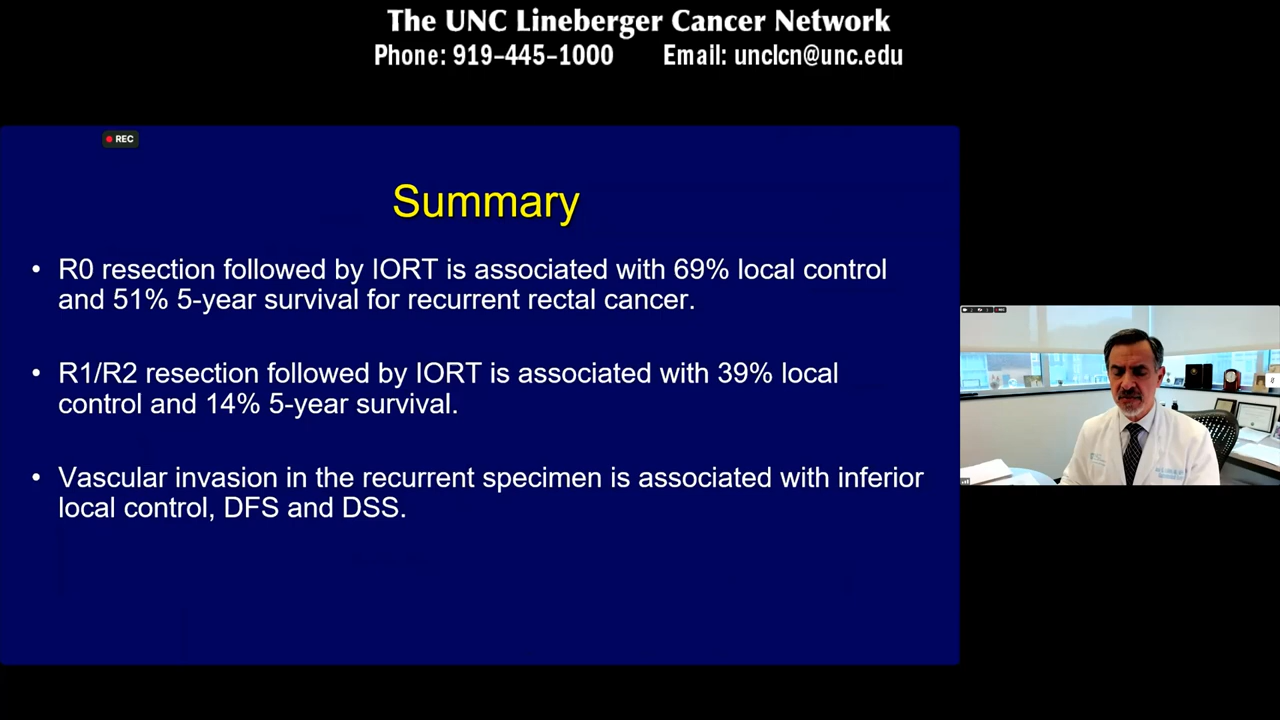 The UNC Lineberger Cancer Network
Phone: 919-445-1000 Email: unclcn@unc.edu
REC
Summary
• R0 resection followed by IORT is associated with 69% local control
and 51% 5-year survival for recurrent rectal cancer.
• R1/R2 resection followed by IORT is associated with 39% local
control and 14% 5-year survival.
• Vascular invasion in the recurrent specimen is associated with inferior
local control, DFS and DSS.